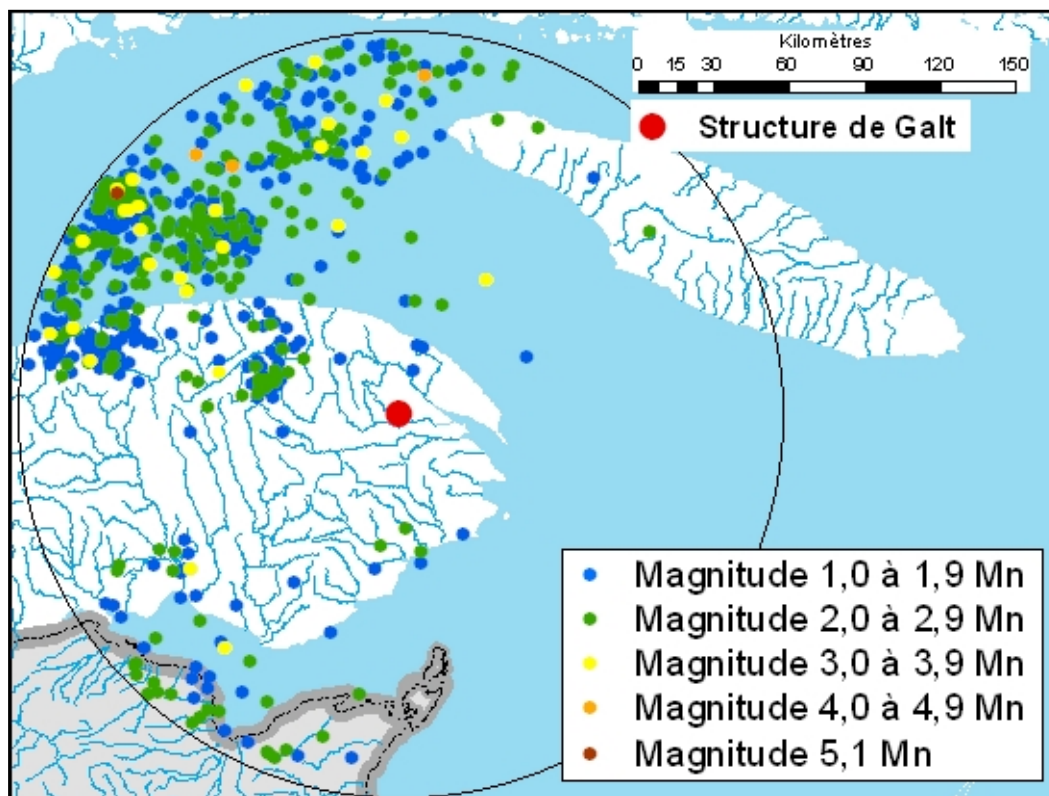 Kilomètres
0 15 30 60 90 120 150
Structure de Galt
Magnitude 1,0 à 1,9 Mn
Magnitude 2,0 à 2,9 Mn
Magnitude 3,0 à 3,9 Mn
Magnitude 4,0 à 4,9 Mn
Magnitude 5,1 Mn